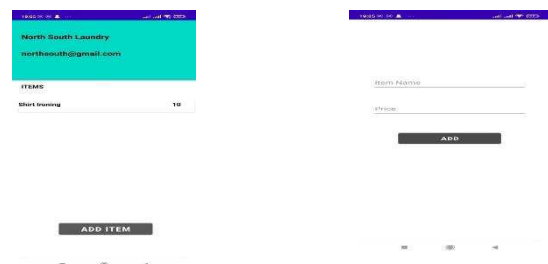 North South Laundry
northsouth@gmail.com
ITEMS
Shirt Ironing 10
ADD ITEM
Item Name
Price
ADD